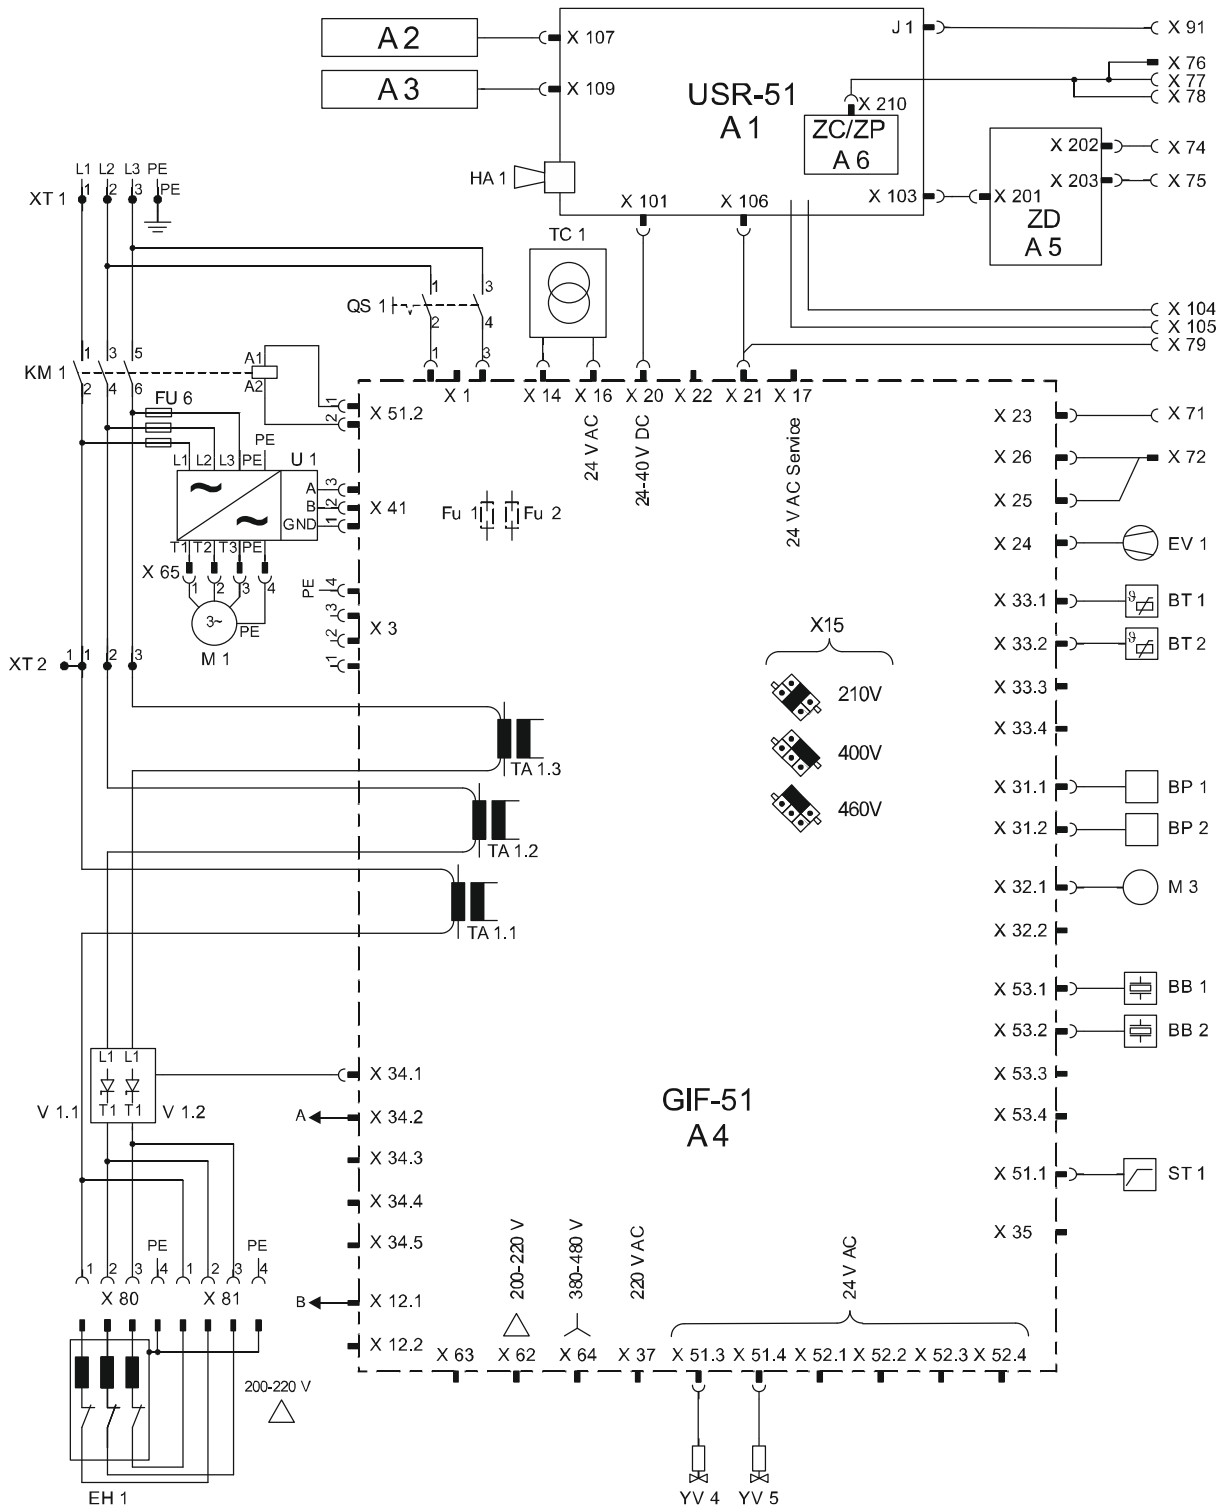 A 2
X 107
J 1
X 91
A 3
X 109
USR-51
A 1
X 76
X 77
X 78
X 210
ZC/ZP
A 6
HA 1
X 202
X 74
X 203
X 75
X 103
X 201
ZD
A 5
X 101
X 106
L1 L2 L3 PE
XT 1
1 2 3 PE
TC 1
QS 1
1 3
2 4
X 104
X 105
X 79
KM 1
1 3 5
2 4 6
A1
A2
1 3
1
2
X 51.2
X 1
X 14
X 16
X 20
X 22
X 21
X 17
24 V AC
24-40 V DC
24 V AC Service
X 23
X 71
X 26
X 72
X 25
X 24
EV 1
FU 6
PE
L1 L2 L3 PE
U 1
A 3
B 2
GND 1
X 41
Fu 1
Fu 2
T1 T2 T3 PE
X 65
1 2 3 4
3~
PE
M 1
PE 4
3
2
1
X 3
XT 2
1 1 2 3
X 33.1
BT 1
X 33.2
BT 2
X 33.3
X 33.4
X15
210V
400V
460V
TA 1.3
TA 1.2
TA 1.1
X 31.1
BP 1
X 31.2
BP 2
X 32.1
M 3
X 32.2
X 53.1
BB 1
X 53.2
BB 2
X 53.3
X 53.4
X 51.1
ST 1
X 35
GIF-51
A 4
L1 L1
T1 T1
V 1.1
V 1.2
X 34.1
A
X 34.2
X 34.3
X 34.4
X 34.5
B
X 12.1
X 12.2
PE
PE
1 2 3 4 1 2 3 4
X 80
X 81
200-220 V
380-480 V
220 V AC
24 V AC
X 63
X 62
X 64
X 37
X 51.3
X 51.4
X 52.1
X 52.2
X 52.3
X 52.4
200-220 V
EH 1
YV 4
YV 5